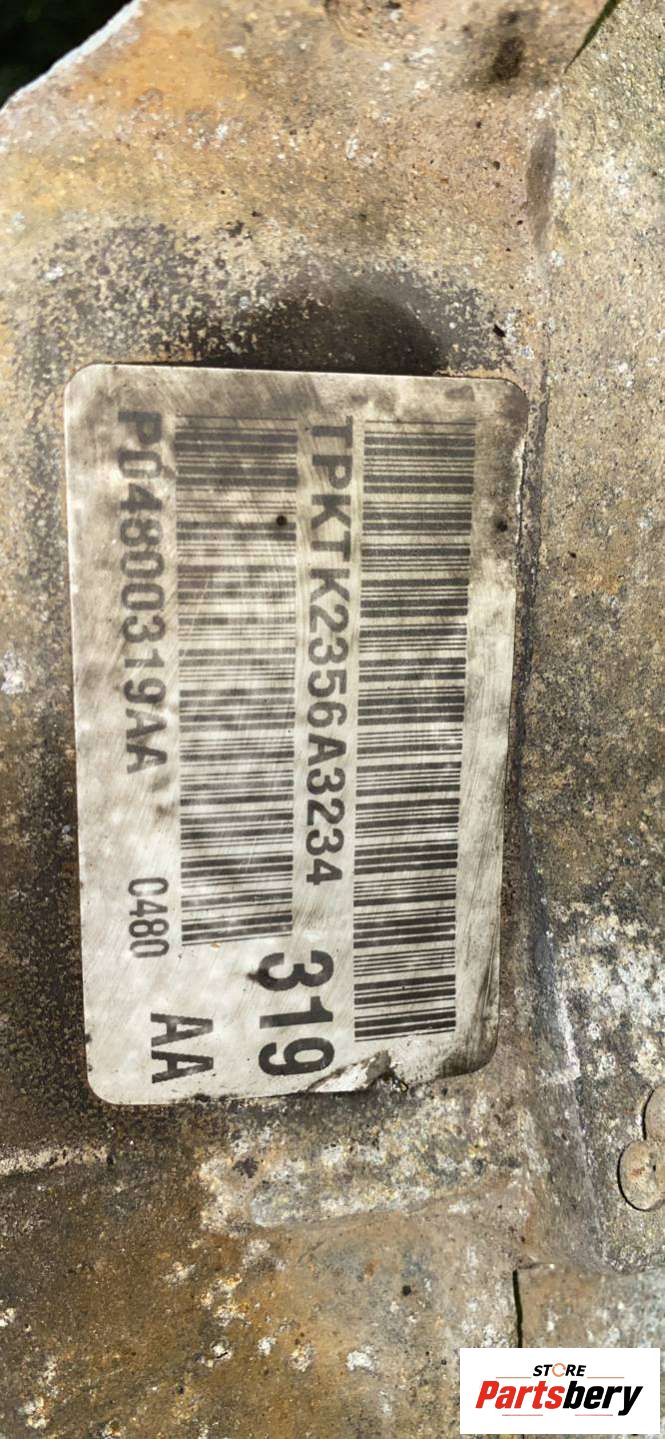 TPKTK2356A3234
319
P04800319AA C480 AA
STORE
Partsbery